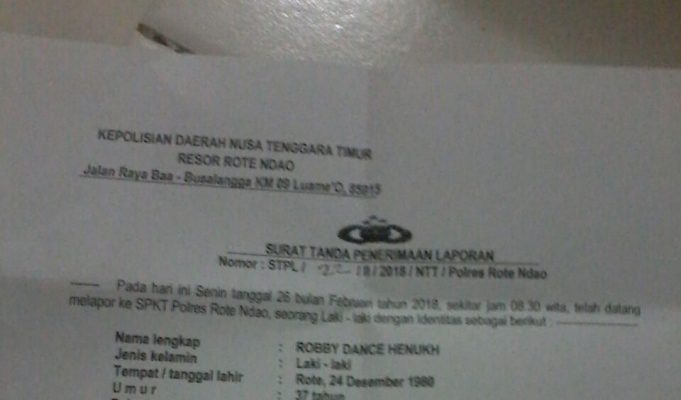 KEPOLISIAN DAERAH NUSA TENGGARA TIMUR
RESOR ROTE NDAO
Jalan Raya Baa - Busalangga KM 09 Luame'O, 85915
SURAT TANDA PENERIMAAN LAPORAN
Nomor : STPL / 22 / II / 2018 / NTT / Polres Rote Ndao
Pada hari ini Senin tanggal 26 bulan Februari tahun 2018, sekitar jam 08.30 wita, telah datang
melapor ke SPKT Polres Rote Ndao, seorang Laki - laki dengan identitas sebagai berikut :
Nama lengkap : ROBBY DANCE HENUKH
Jenis kelamin : Laki - laki
Tempat / tanggal lahir : Rote, 24 Desember 1980
U m u r : 37 tahun